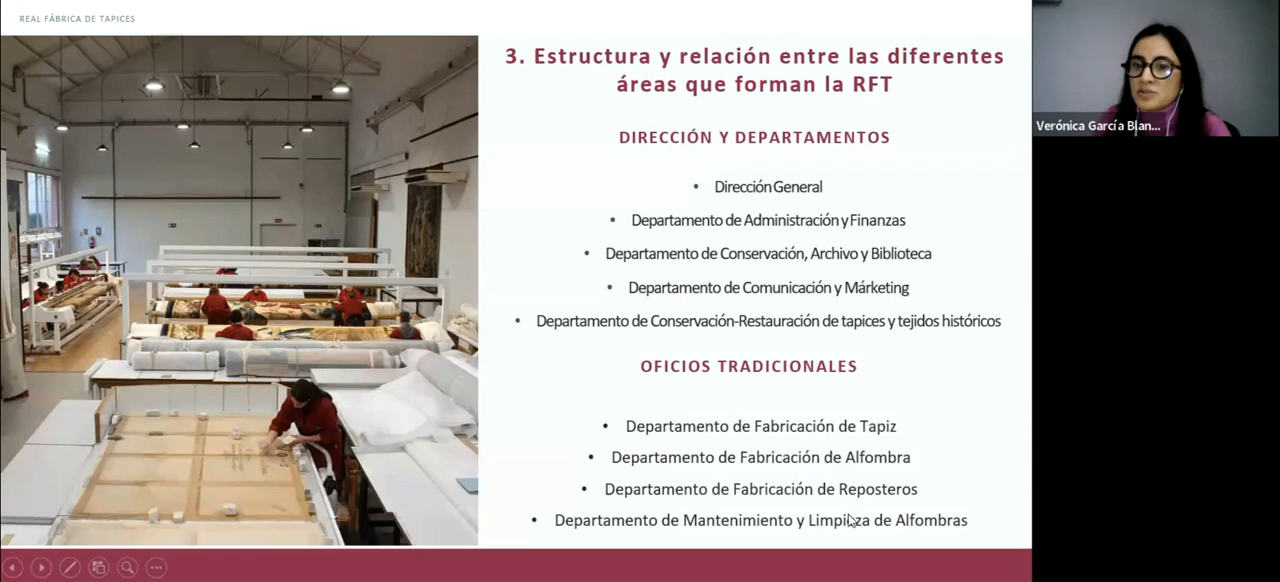 REAL FÁBRICA DE TAPICES
3. Estructura y relación entre las diferentes
áreas que forman la RFT
DIRECCIÓN Y DEPARTAMENTOS
• Dirección General
• Departamento de Administración y Finanzas
• Departamento de Conservación, Archivo y Biblioteca
• Departamento de Comunicación y Márketing
• Departamento de Conservación-Restauración de tapices y tejidos históricos
OFICIOS TRADICIONALES
• Departamento de Fabricación de Tapiz
• Departamento de Fabricación de Alfombra
• Departamento de Fabricación de Reposteros
• Departamento de Mantenimiento y Limpieza de Alfombras
Verónica García Blan...